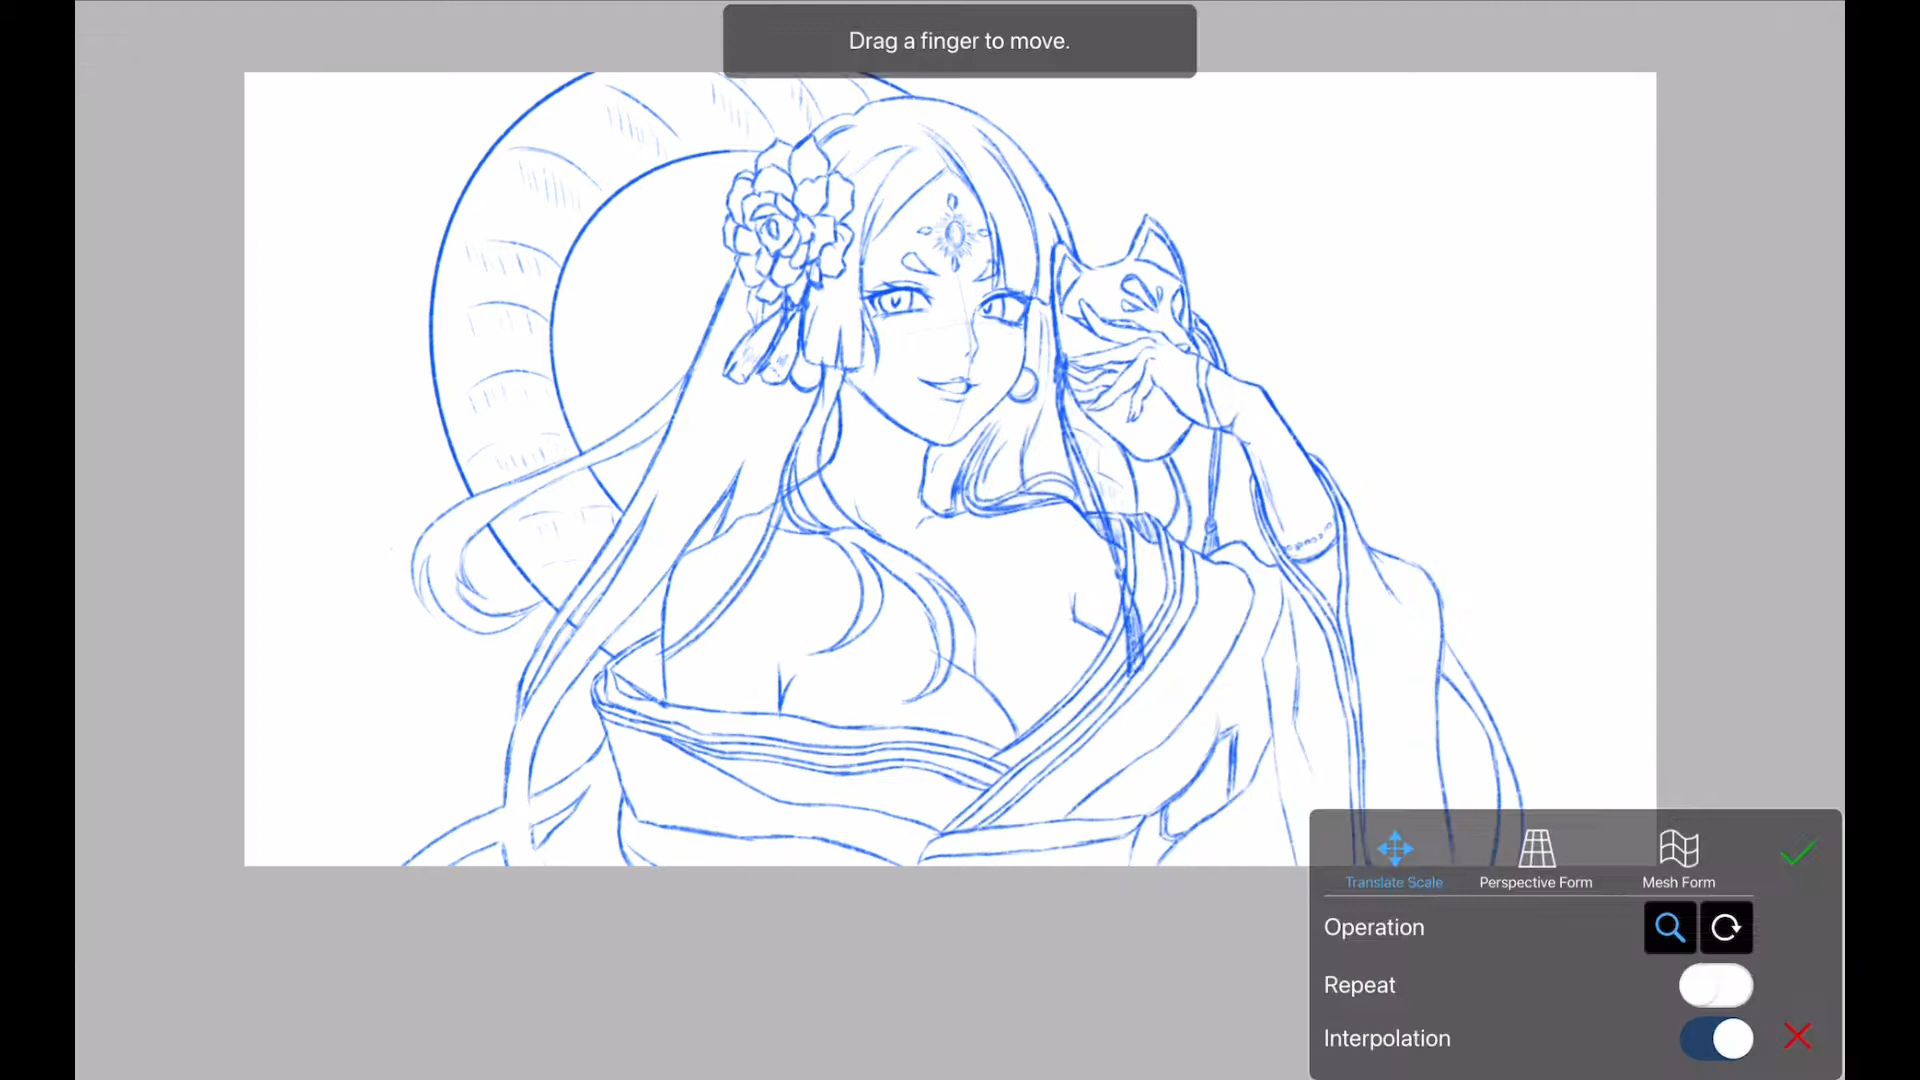 Drag a finger to move.
Translate Scale
Perspective Form
Mesh Form
Operation
Repeat
Interpolation